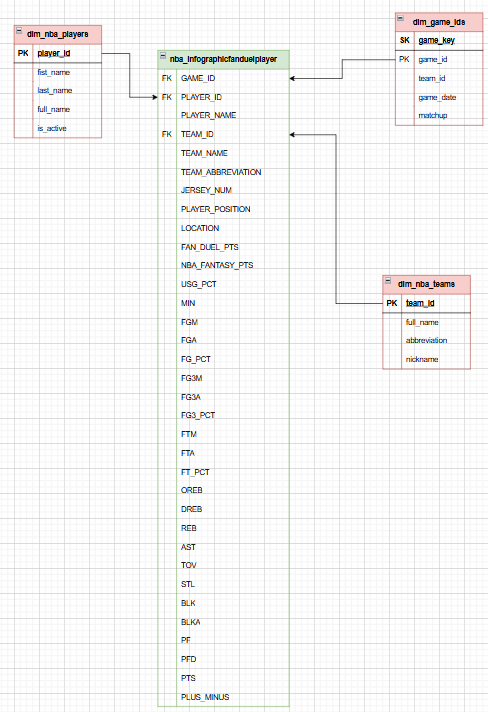 dim_nba_players
PK player_id
fist_name
last_name
full_name
is_active
nba_infographicfanduelplayer
FK GAME_ID
FK PLAYER_ID
PLAYER_NAME
FK TEAM_ID
TEAM_NAME
TEAM_ABBREVIATION
JERSEY_NUM
PLAYER_POSITION
LOCATION
FAN_DUEL_PTS
NBA_FANTASY_PTS
USG_PCT
MIN
FGM
FGA
FG_PCT
FG3M
FG3A
FG3_PCT
FTM
FTA
FT_PCT
OREB
DREB
REB
AST
TOV
STL
BLK
BLKA
PF
PFD
PTS
PLUS_MINUS
dim_game_ids
SK game_key
PK game_id
team_id
game_date
matchup
dim_nba_teams
PK team_id
full_name
abbreviation
nickname